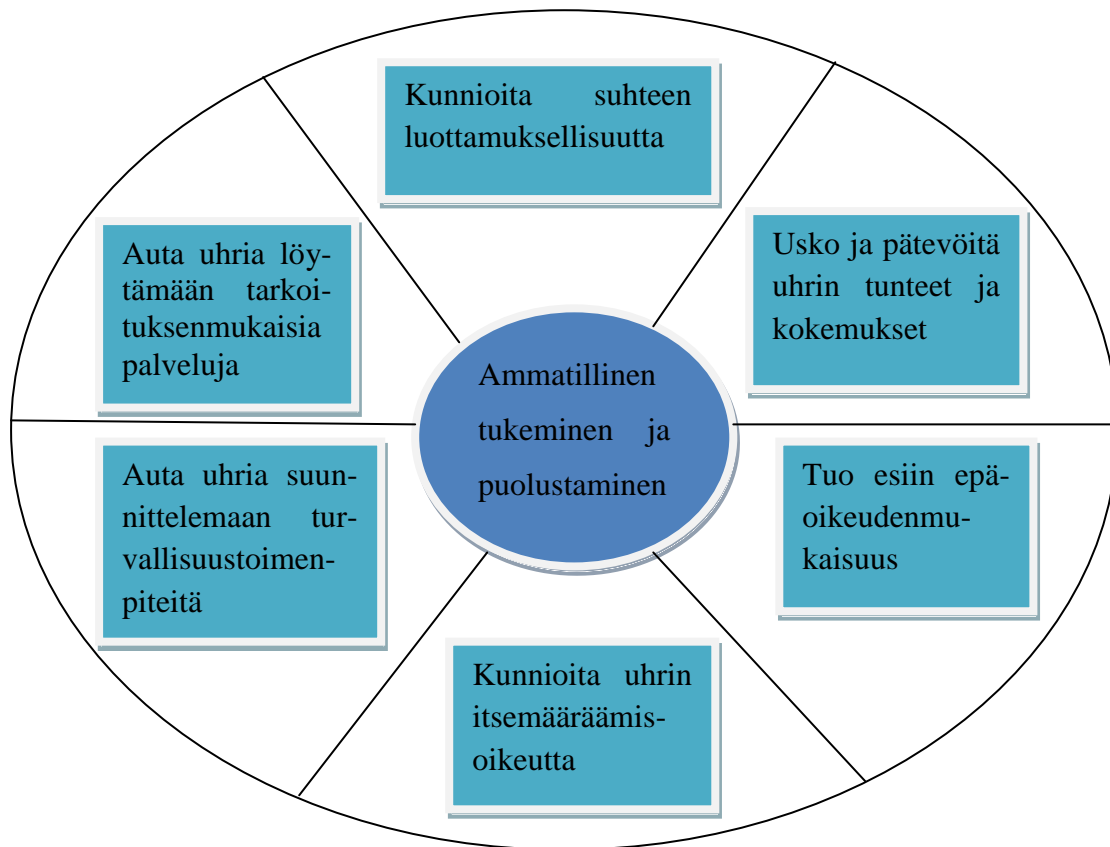 Kunnioita suhteen
luottamuksellisuutta
Usko ja pätevöitä
uhrin tunteet ja
kokemukset
Tuo esiin epä-
oikeudenmu-
kaisuus
Kunnioita uhrin
itsemääräämis-
oikeutta
Auta uhria suun-
nittelemaan tur-
vallisuustoimen-
piteitä
Auta uhria löy-
tämään tarkoi-
tuksenmukaisia
palveluja
Ammatillinen
tukeminen ja
puolustaminen